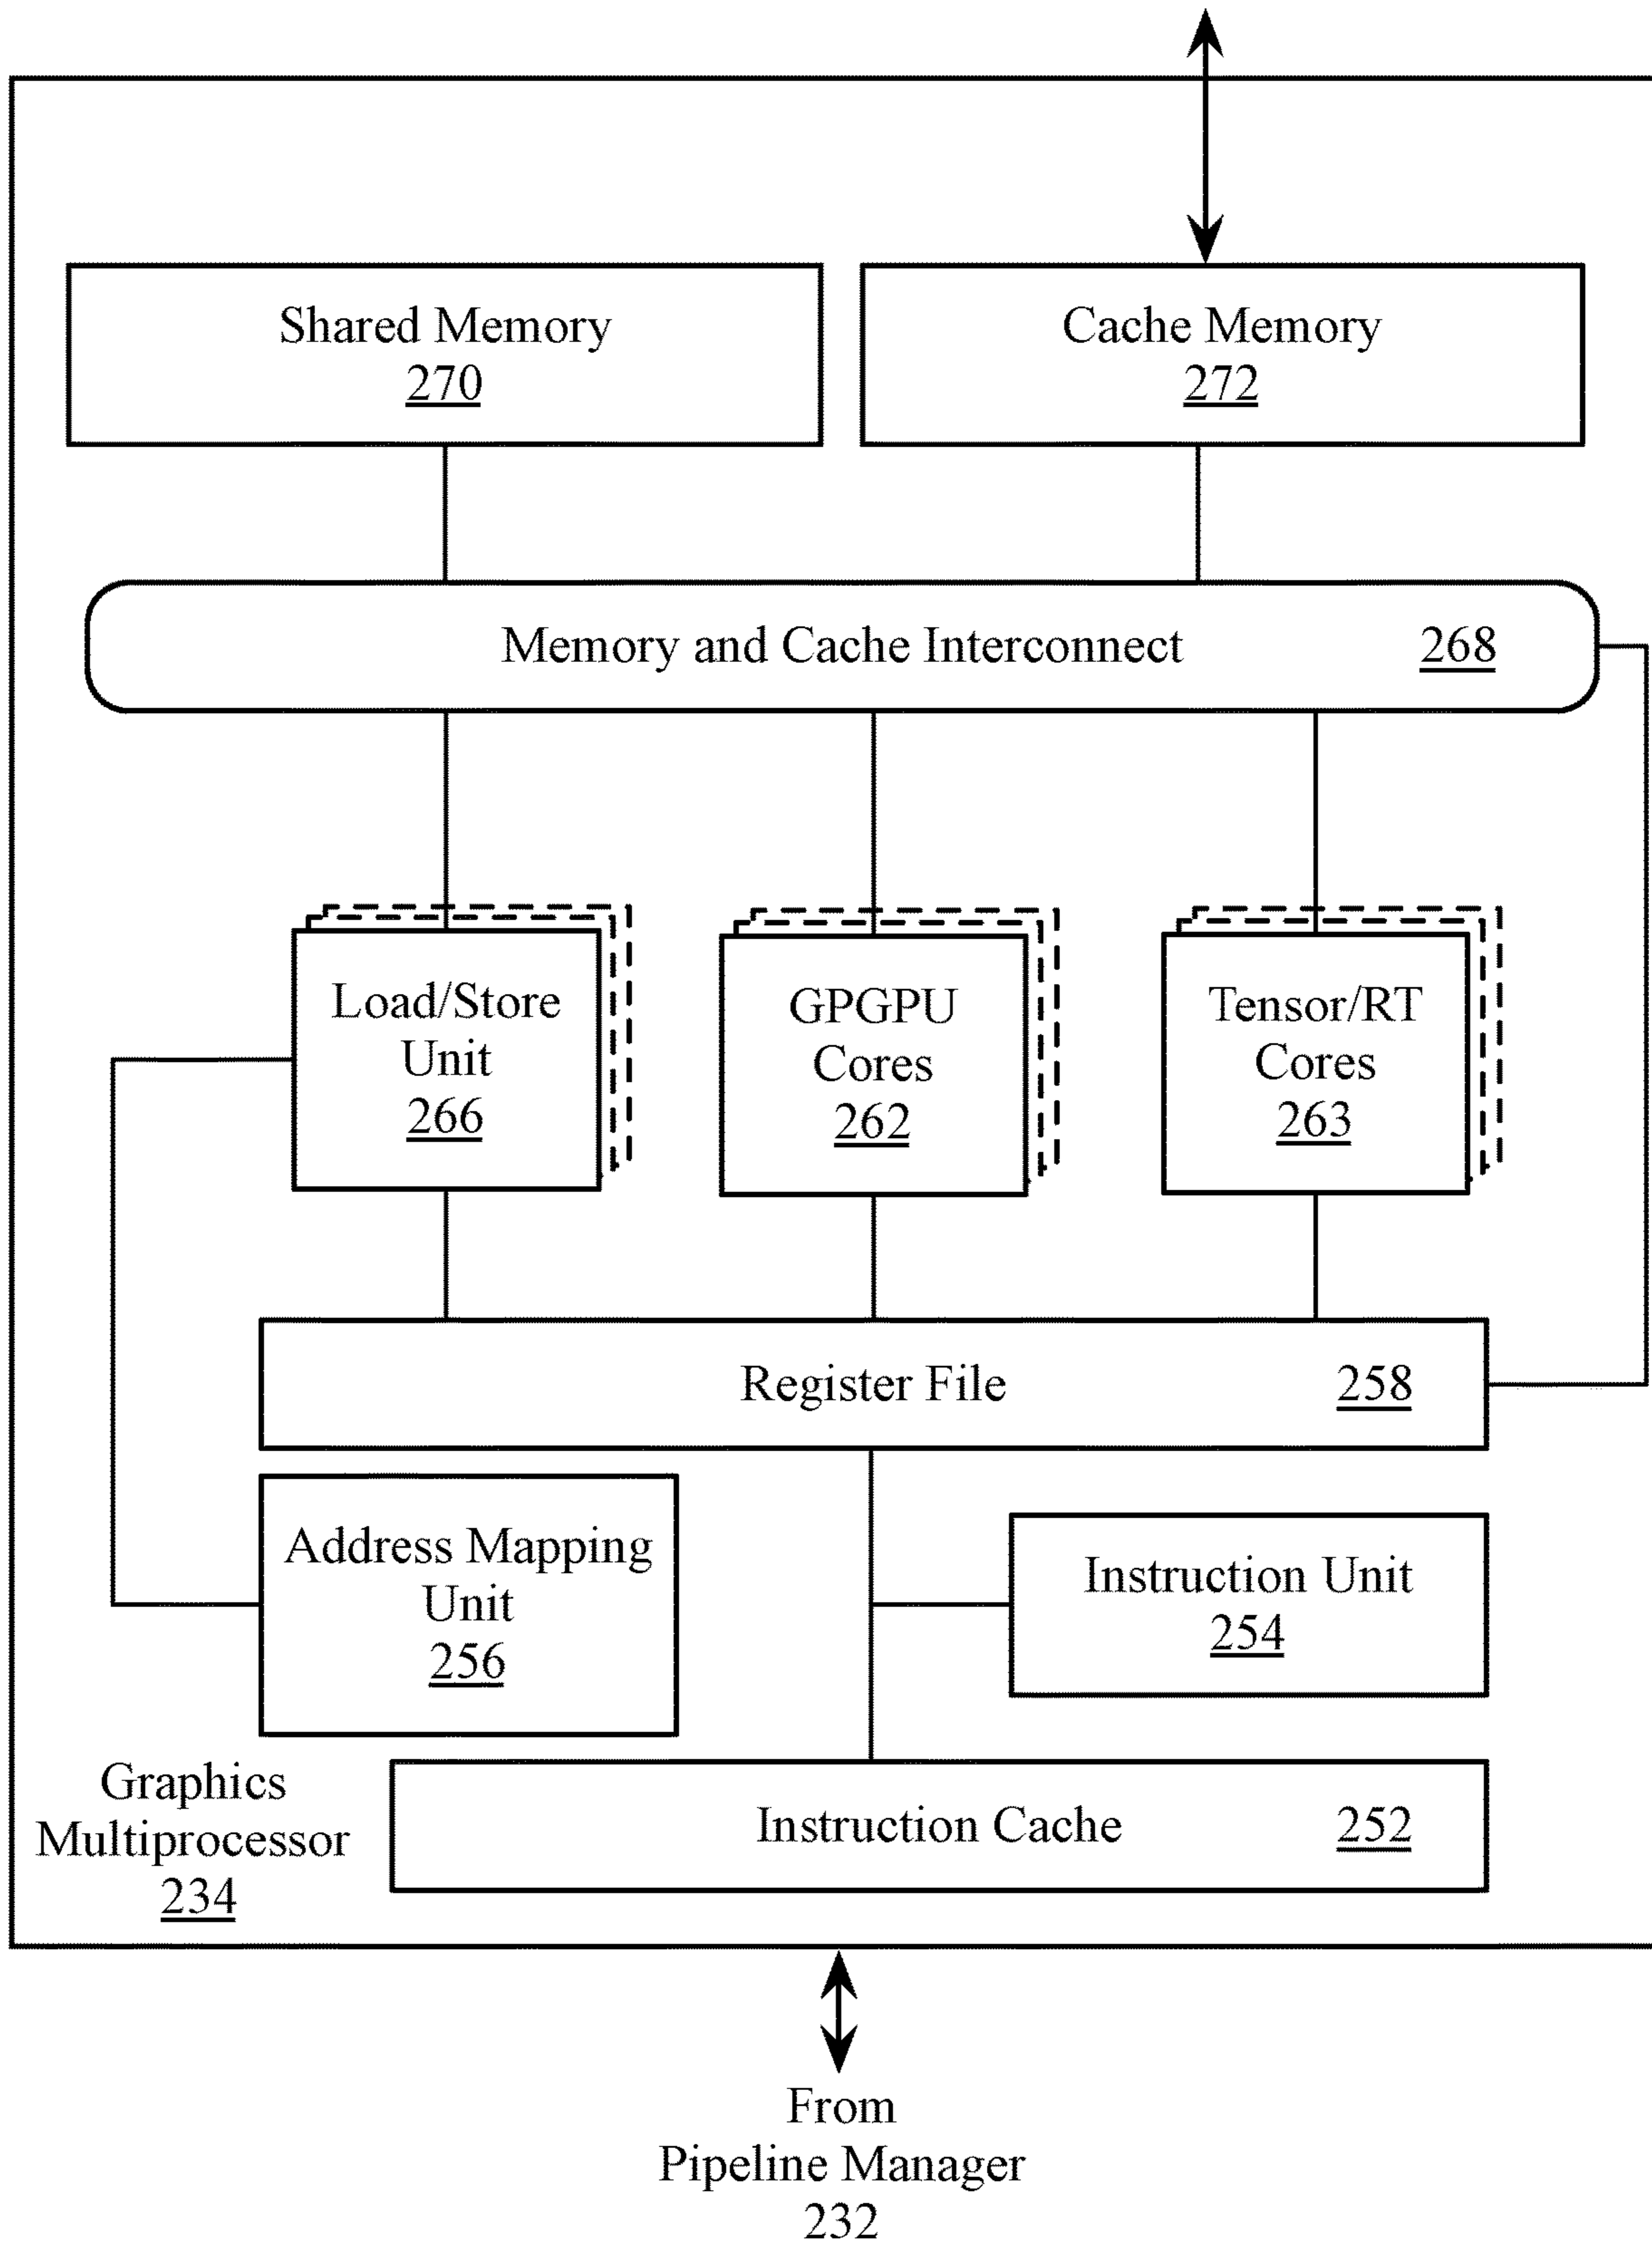 Shared Memory
270
Cache Memory
272
Memory and Cache Interconnect 268
Load/Store
Unit
266
GPGPU
Cores
262
Tensor/RT
Cores
263
Register File 258
Address Mapping
Unit
256
Instruction Unit
254
Graphics
Multiprocessor
234
Instruction Cache 252
From
Pipeline Manager
232